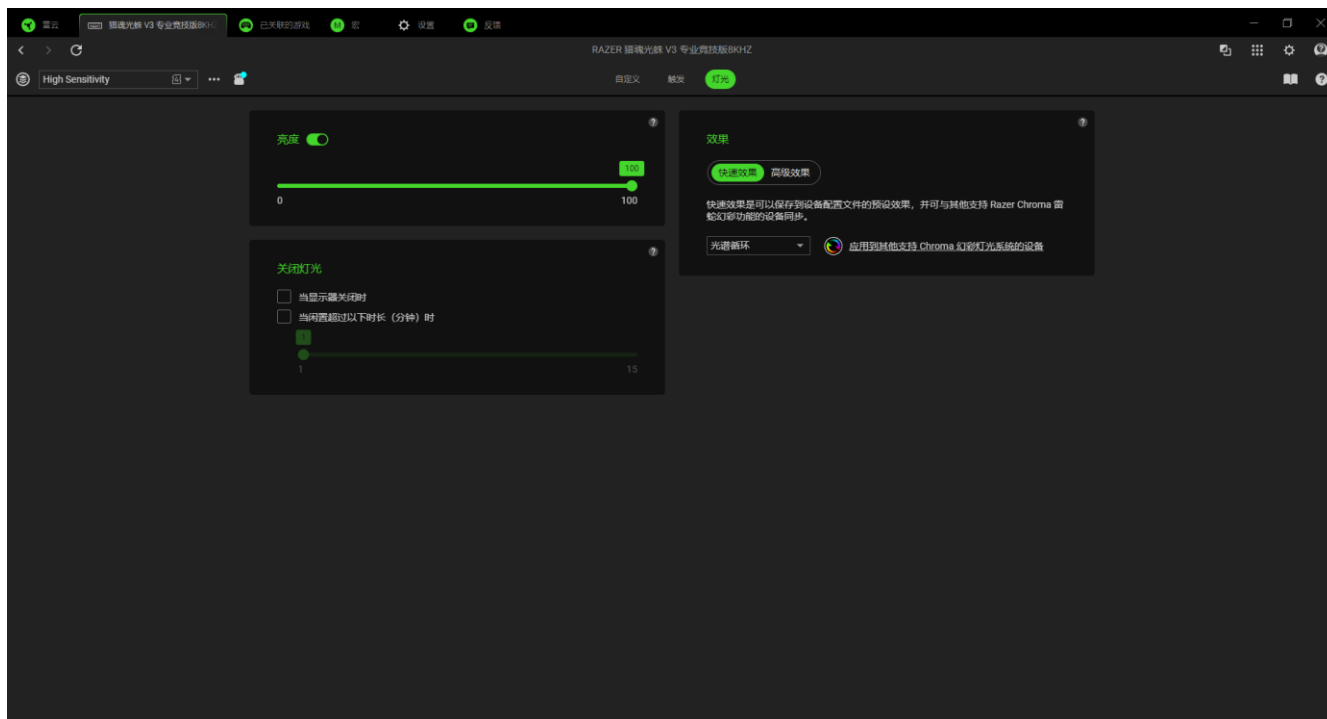 雷云 猎魂光蛛 V3 专业竞技版8KH 已关联的游戏 宏 设置 反馈
RAZER 猎魂光蛛 V3 专业竞技版8KHZ
High Sensitivity 自定义 触发 灯光
亮度
100
0 100
关闭灯光
当显示器关闭时
当闲置超过以下时长（分钟）时
1
1 15
效果
快速效果 高级效果
快速效果是可以保存到设备配置文件的预设效果，并可与其他支持 Razer Chroma 雷
蛇幻彩功能的设备同步。
光谱循环 应用到其他支持 Chroma 幻彩灯光系统的设备